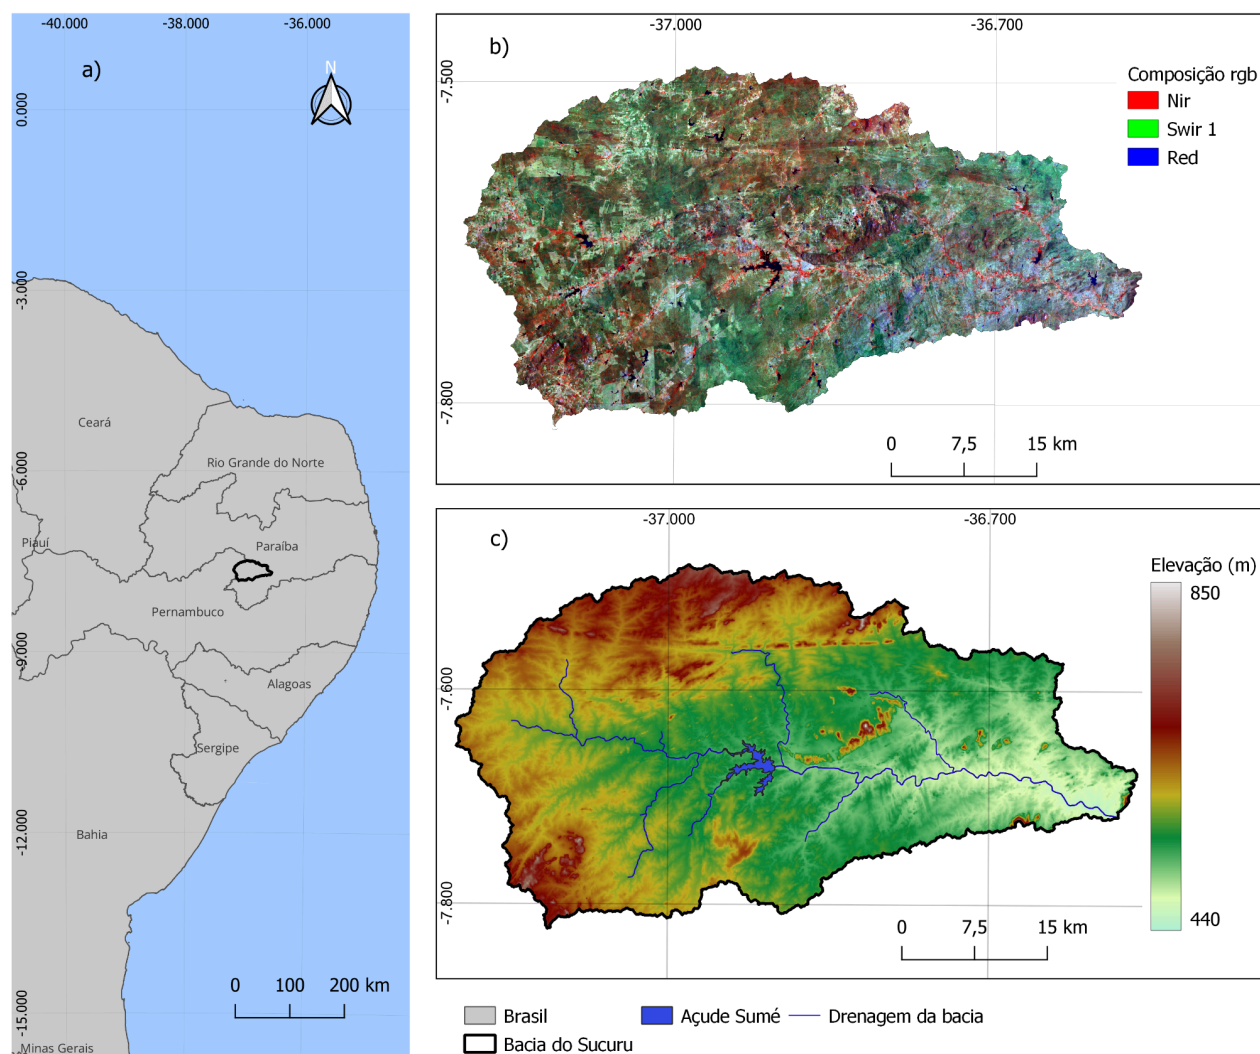 -40.000
-38.000
-36.000
a)
N
0.000
-3.000
-6.000
-9.000
-12.000
-15.000
Ceará
Rio Grande do Norte
Piauí
Paraíba
Pernambuco
Alagoas
Sergipe
Bahia
Minas Gerais
0 100 200 km
b)
-37.000
-36.700
-7.500
-7.800
Composição rgb
Nir
Swir 1
Red
0 7,5 15 km
c)
-37.000
-36.700
-7.600
-7.800
Elevação (m)
850
440
0 7,5 15 km
Brasil
Açude Sumé
Drenagem da bacia
Bacia do Sucuru